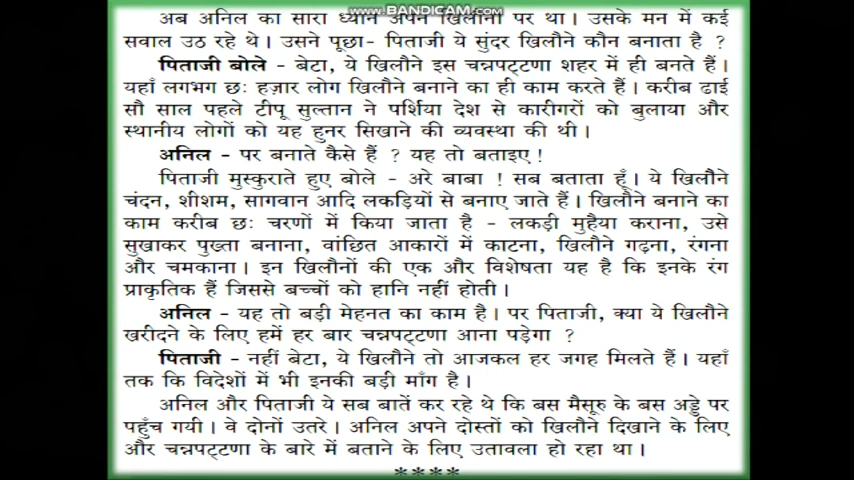 www.BANDICAM.com
अब अनिल का सारा ध्यान अपने खिलौनों पर था। उसके मन में कई
सवाल उठ रहे थे। उसने पूछा- पिताजी ये सुंदर खिलौने कौन बनाता है ?
पिताजी बोले - बेटा, ये खिलौने इस चन्नपट्टणा शहर में ही बनते हैं।
यहाँ लगभग छः हज़ार लोग खिलौने बनाने का ही काम करते हैं। करीब ढाई
सौ साल पहले टीपू सुल्तान ने पर्शिया देश से कारीगरों को बुलाया और
स्थानीय लोगों को यह हुनर सिखाने की व्यवस्था की थी।
अनिल - पर बनाते कैसे हैं ? यह तो बताइए !
पिताजी मुस्कुराते हुए बोले - अरे बाबा ! सब बताता हूँ। ये खिलौने
चंदन, शीशम, सागवान आदि लकड़ियों से बनाए जाते हैं। खिलौने बनाने का
काम करीब छः चरणों में किया जाता है - लकड़ी मुहैया कराना, उसे
सुखाकर पुख्ता बनाना, वांछित आकारों में काटना, खिलौने गढ़ना, रंगना
और चमकाना। इन खिलौनों की एक और विशेषता यह है कि इनके रंग
प्राकृतिक हैं जिससे बच्चों को हानि नहीं होती।
अनिल - यह तो बड़ी मेहनत का काम है। पर पिताजी, क्या ये खिलौने
खरीदने के लिए हमें हर बार चन्नपट्टणा आना पड़ेगा ?
पिताजी - नहीं बेटा, ये खिलौने तो आजकल हर जगह मिलते हैं। यहाँ
तक कि विदेशों में भी इनकी बड़ी माँग है।
अनिल और पिताजी ये सब बातें कर रहे थे कि बस मैसूरु के बस अड्डे पर
पहुँच गयी। वे दोनों उतरे। अनिल अपने दोस्तों को खिलौने दिखाने के लिए
और चन्नपट्टणा के बारे में बताने के लिए उतावला हो रहा था।
****